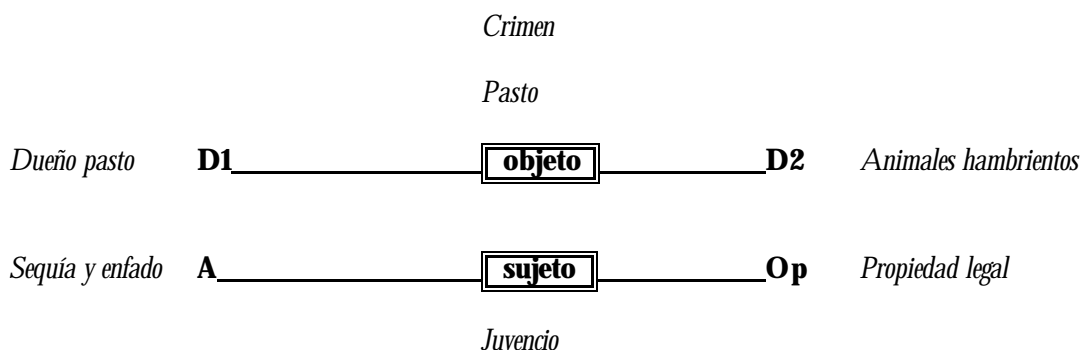 Crimen
Pasto
Dueño pasto D1 objeto D2 Animales hambrientos
Sequía y enfado A sujeto Op Propiedad legal
Juvencio